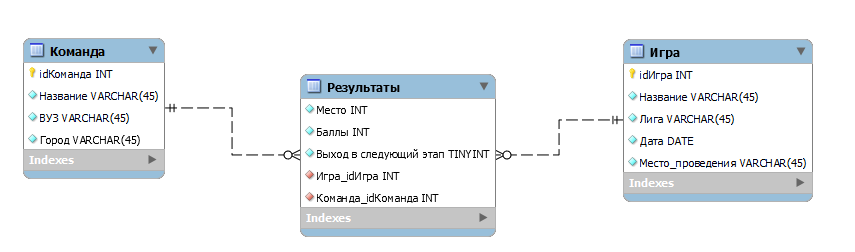 Команда
idКоманда INT
Название VARCHAR(45)
ВУЗ VARCHAR(45)
Город VARCHAR(45)
Indexes
Результаты
Место INT
Баллы INT
Выход в следующий этап TINYINT
Игра_idИгра INT
Команда_idКоманда INT
Indexes
Игра
idИгра INT
Название VARCHAR(45)
Лига VARCHAR(45)
Дата DATE
Место_проведения VARCHAR(45)
Indexes